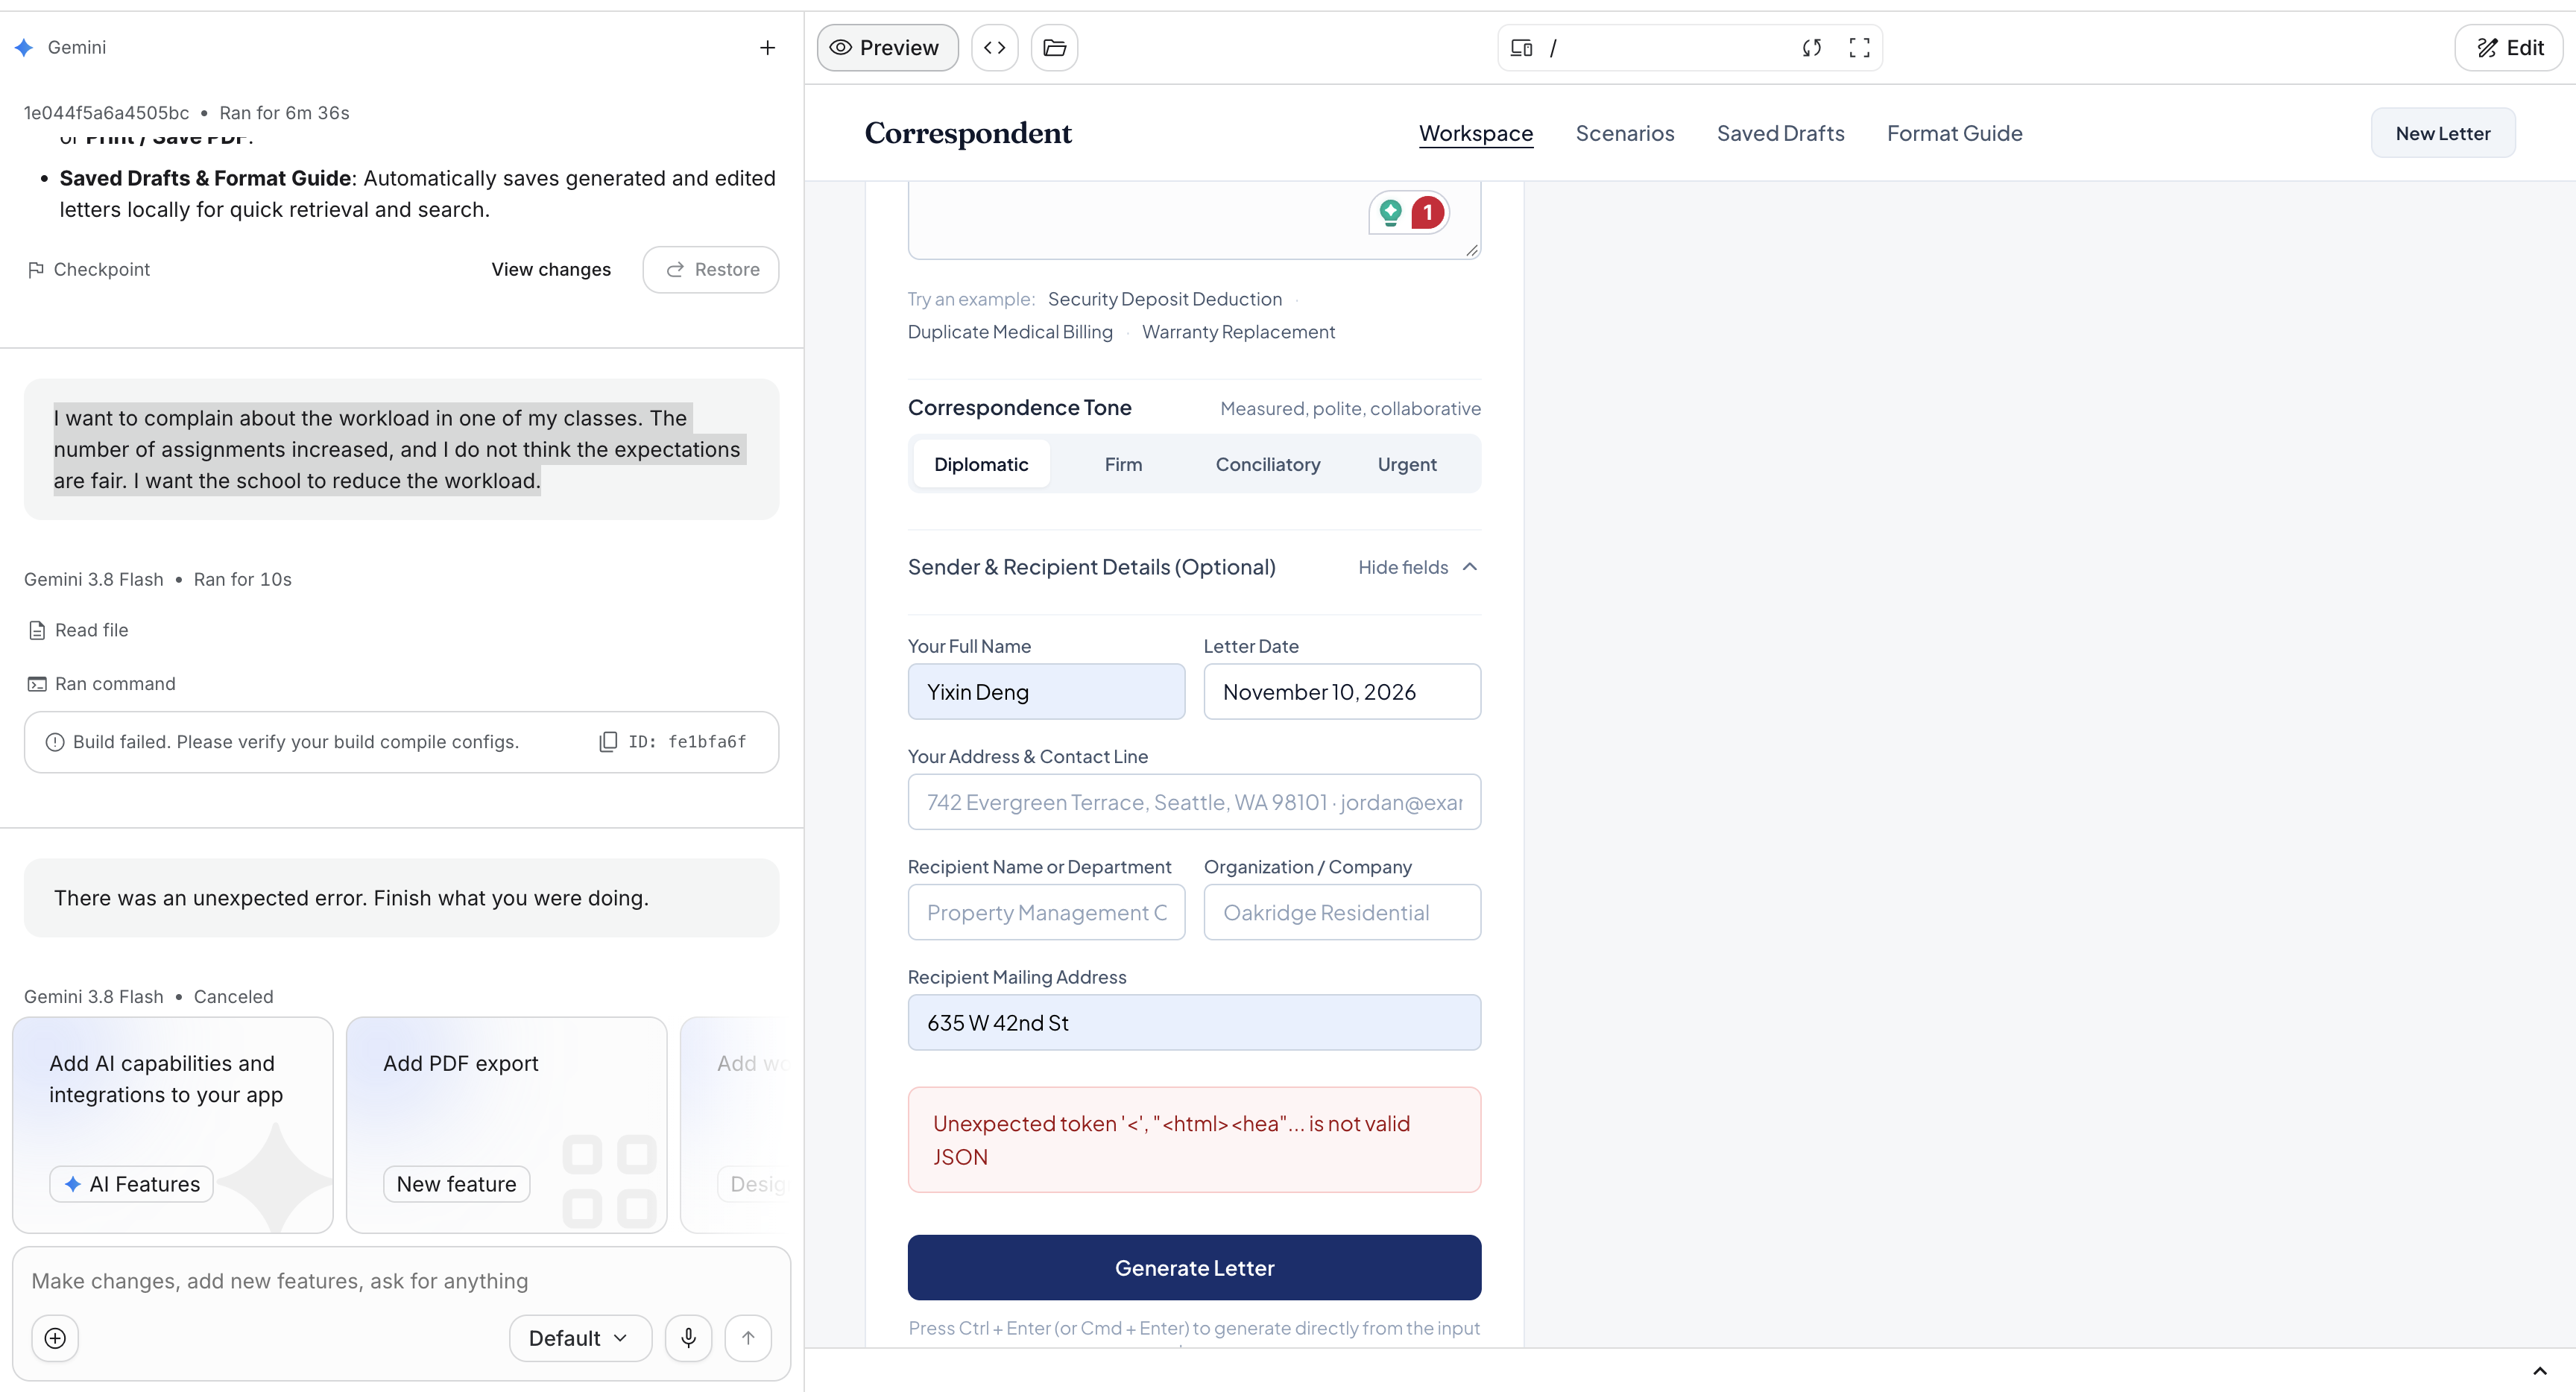 Gemini
1e044f5a6a4505bc • Ran for 6m 36s
or Print / Save PDF.
• Saved Drafts & Format Guide: Automatically saves generated and edited
letters locally for quick retrieval and search.
Checkpoint
View changes
Restore
I want to complain about the workload in one of my classes. The
number of assignments increased, and I do not think the expectations
are fair. I want the school to reduce the workload.
Gemini 3.8 Flash • Ran for 10s
Read file
Ran command
Build failed. Please verify your build compile configs.
ID: fe1bfa6f
There was an unexpected error. Finish what you were doing.
Gemini 3.8 Flash • Canceled
Add AI capabilities and
integrations to your app
AI Features
Add PDF export
New feature
Add wo
Desig
Make changes, add new features, ask for anything
Default
Preview
/
Edit
Correspondent
Workspace
Scenarios
Saved Drafts
Format Guide
New Letter
1
Try an example: Security Deposit Deduction ·
Duplicate Medical Billing · Warranty Replacement
Correspondence Tone
Measured, polite, collaborative
Diplomatic
Firm
Conciliatory
Urgent
Sender & Recipient Details (Optional)
Hide fields
Your Full Name
Letter Date
Yixin Deng
November 10, 2026
Your Address & Contact Line
742 Evergreen Terrace, Seattle, WA 98101 · jordan@exar
Recipient Name or Department
Organization / Company
Property Management C
Oakridge Residential
Recipient Mailing Address
635 W 42nd St
Unexpected token '<', "<html><hea"... is not valid
JSON
Generate Letter
Press Ctrl + Enter (or Cmd + Enter) to generate directly from the input